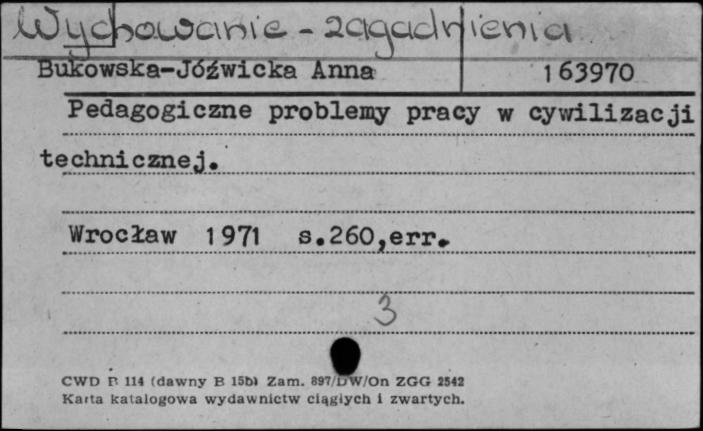 Wychowanie - zagadnienia
Bukowska-Jóźwicka Anna 163970
Pedagogiczne problemy pracy w cywilizacji
technicznej.
Wrocław 1971 s.260,err.
3
CWD B 114 (dawny B 15b) Zam. 897/DW/On ZGG 2542
Karta katalogowa wydawnictw ciągłych i zwartych.